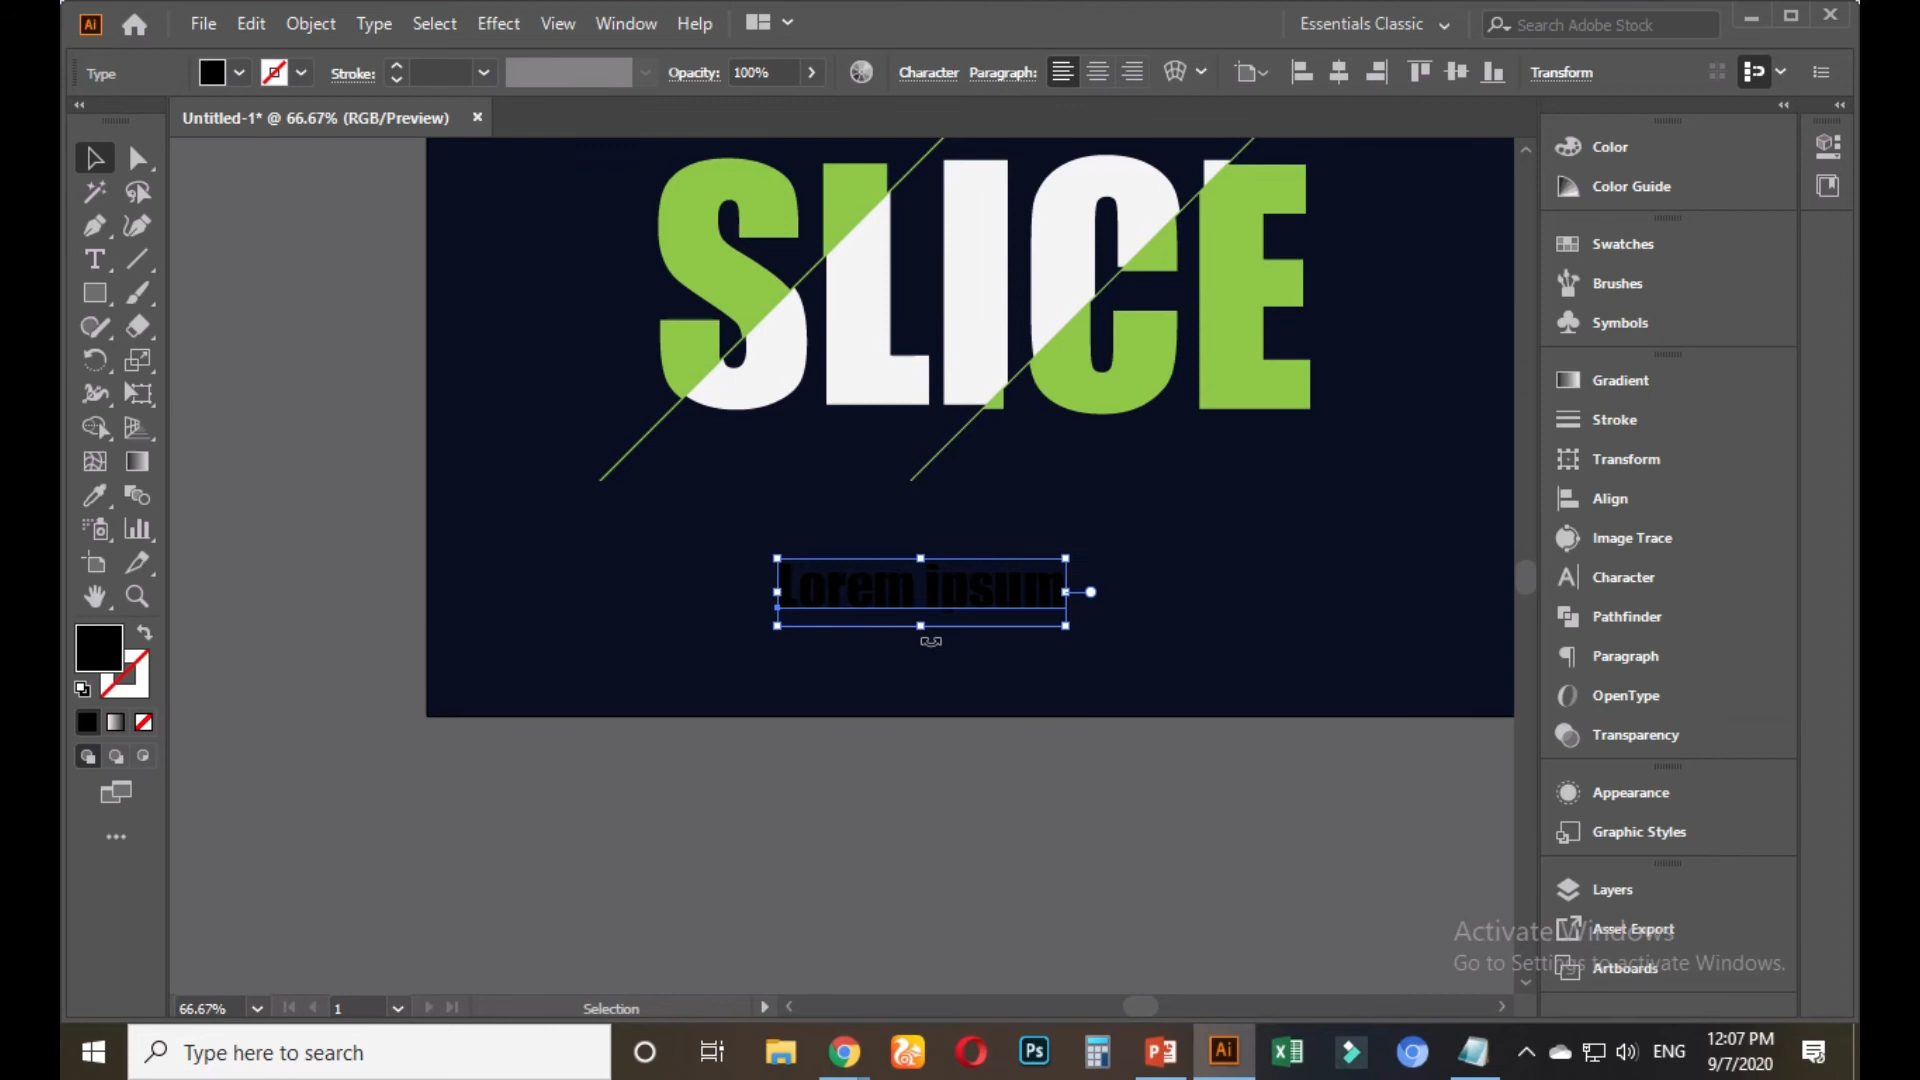 Ai File Edit Object Type Select Effect View Window Help Essentials Classic Search Adobe Stock
Type Stroke: Opacity: 100% Character Paragraph: Transform
Untitled-1* @ 66.67% (RGB/Preview)
SLICE
Lorem ipsum
Color
Color Guide
Swatches
Brushes
Symbols
Gradient
Stroke
Transform
Align
Image Trace
Character
Pathfinder
Paragraph
OpenType
Transparency
Appearance
Graphic Styles
Layers
Asset Export
Artboards
Activate Windows
Go to Settings to activate Windows.
66.67% 1 Selection
Type here to search Ps Ai ENG 12:07 PM
9/7/2020